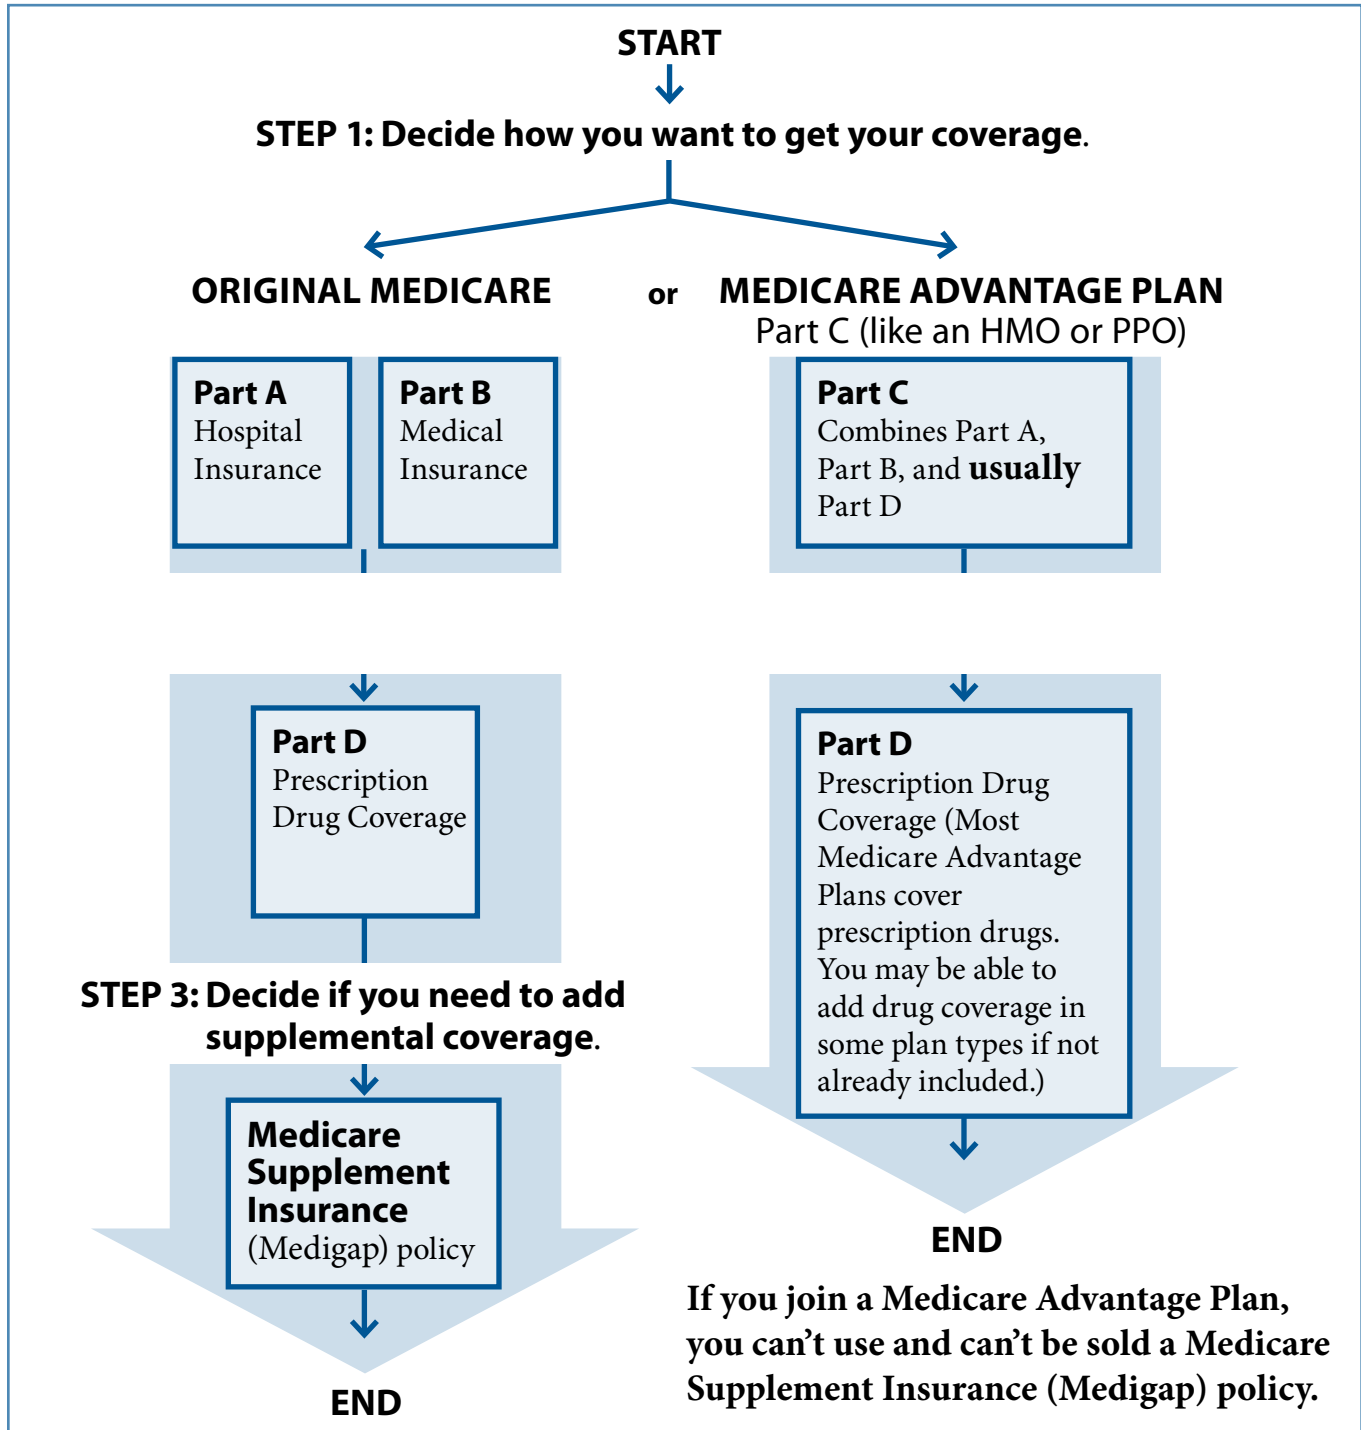 START
STEP 1: Decide how you want to get your coverage.
ORIGINAL MEDICARE
or
MEDICARE ADVANTAGE PLAN
Part C (like an HMO or PPO)
Part A
Hospital
Insurance
Part B
Medical
Insurance
Part C
Combines Part A,
Part B, and usually
Part D
Part D
Prescription
Drug Coverage
Part D
Prescription Drug
Coverage (Most
Medicare Advantage
Plans cover
prescription drugs.
You may be able to
add drug coverage in
some plan types if not
already included.)
STEP 3: Decide if you need to add
supplemental coverage.
Medicare
Supplement
Insurance
(Medigap) policy
END
END
If you join a Medicare Advantage Plan,
you can’t use and can’t be sold a Medicare
Supplement Insurance (Medigap) policy.